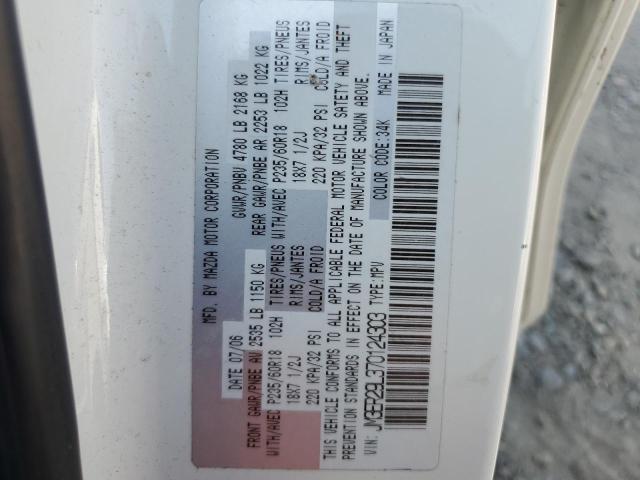 MFD. BY MAZDA MOTOR CORPORATION
DATE 07/06 GVWR/PNBV 4780 LB 2168 KG
FRONT GAWR/PNBE AV 2535 LB 1150 KG REAR GAWR/PNBE AR 2253 LB 1022 KG
WITH/AVEC P235/60R18 102H TIRES/PNEUS WITH/AVEC P235/60R18 102H TIRES/PNEUS
18X7 1/2J RIMS/JANTES 18X7 1/2J RIMS/JANTES
220 KPA/32 PSI COLD/A FROID 220 KPA/32 PSI COLD/A FROID
THIS VEHICLE CONFORMS TO ALL APPLICABLE FEDERAL MOTOR VEHICLE SAFETY AND THEFT
PREVENTION STANDARDS IN EFFECT ON THE DATE OF MANUFACTURE SHOWN ABOVE.
VIN: JM3ER29L370124303 TYPE:MPV COLOR CODE:34K MADE IN JAPAN